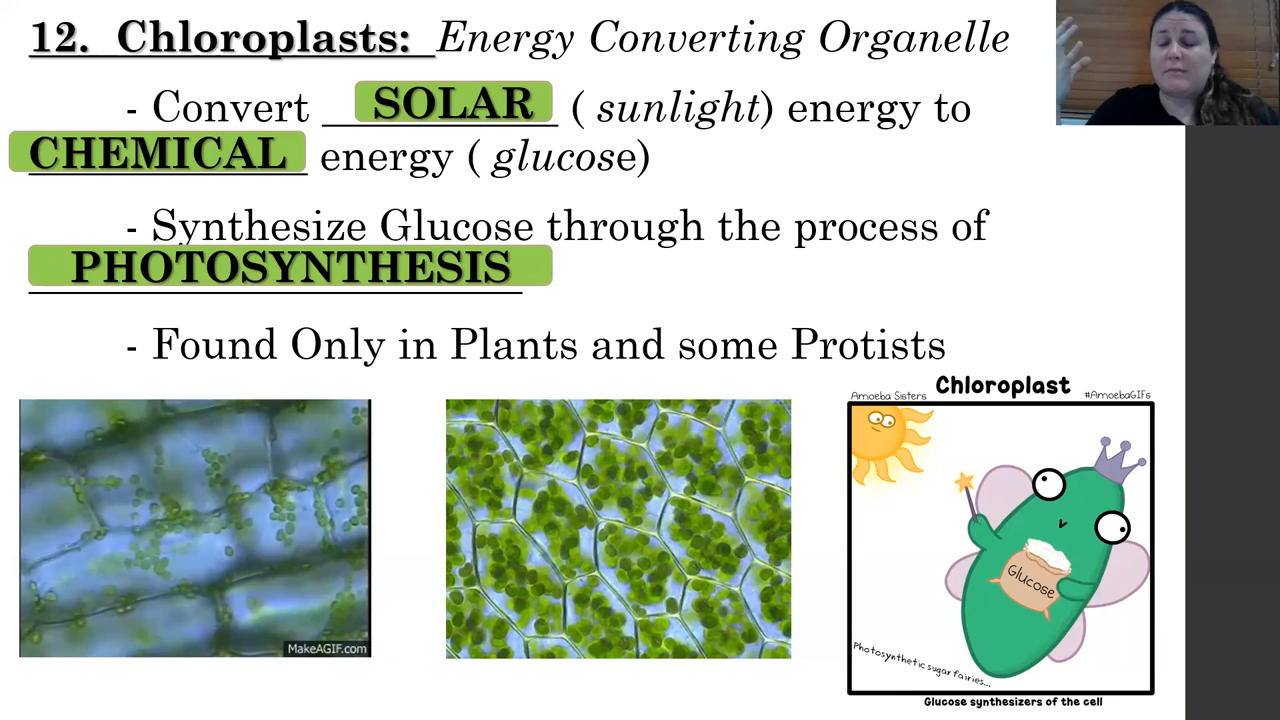 12. Chloroplasts: Energy Converting Organelle
- Convert SOLAR ( sunlight) energy to
CHEMICAL energy ( glucose)
- Synthesize Glucose through the process of
PHOTOSYNTHESIS
- Found Only in Plants and some Protists
MakeAGIF.com
Amoeba Sisters Chloroplast #AmoebaGIFs
Glucose
Photosynthetic sugar fairies...
Glucose synthesizers of the cell